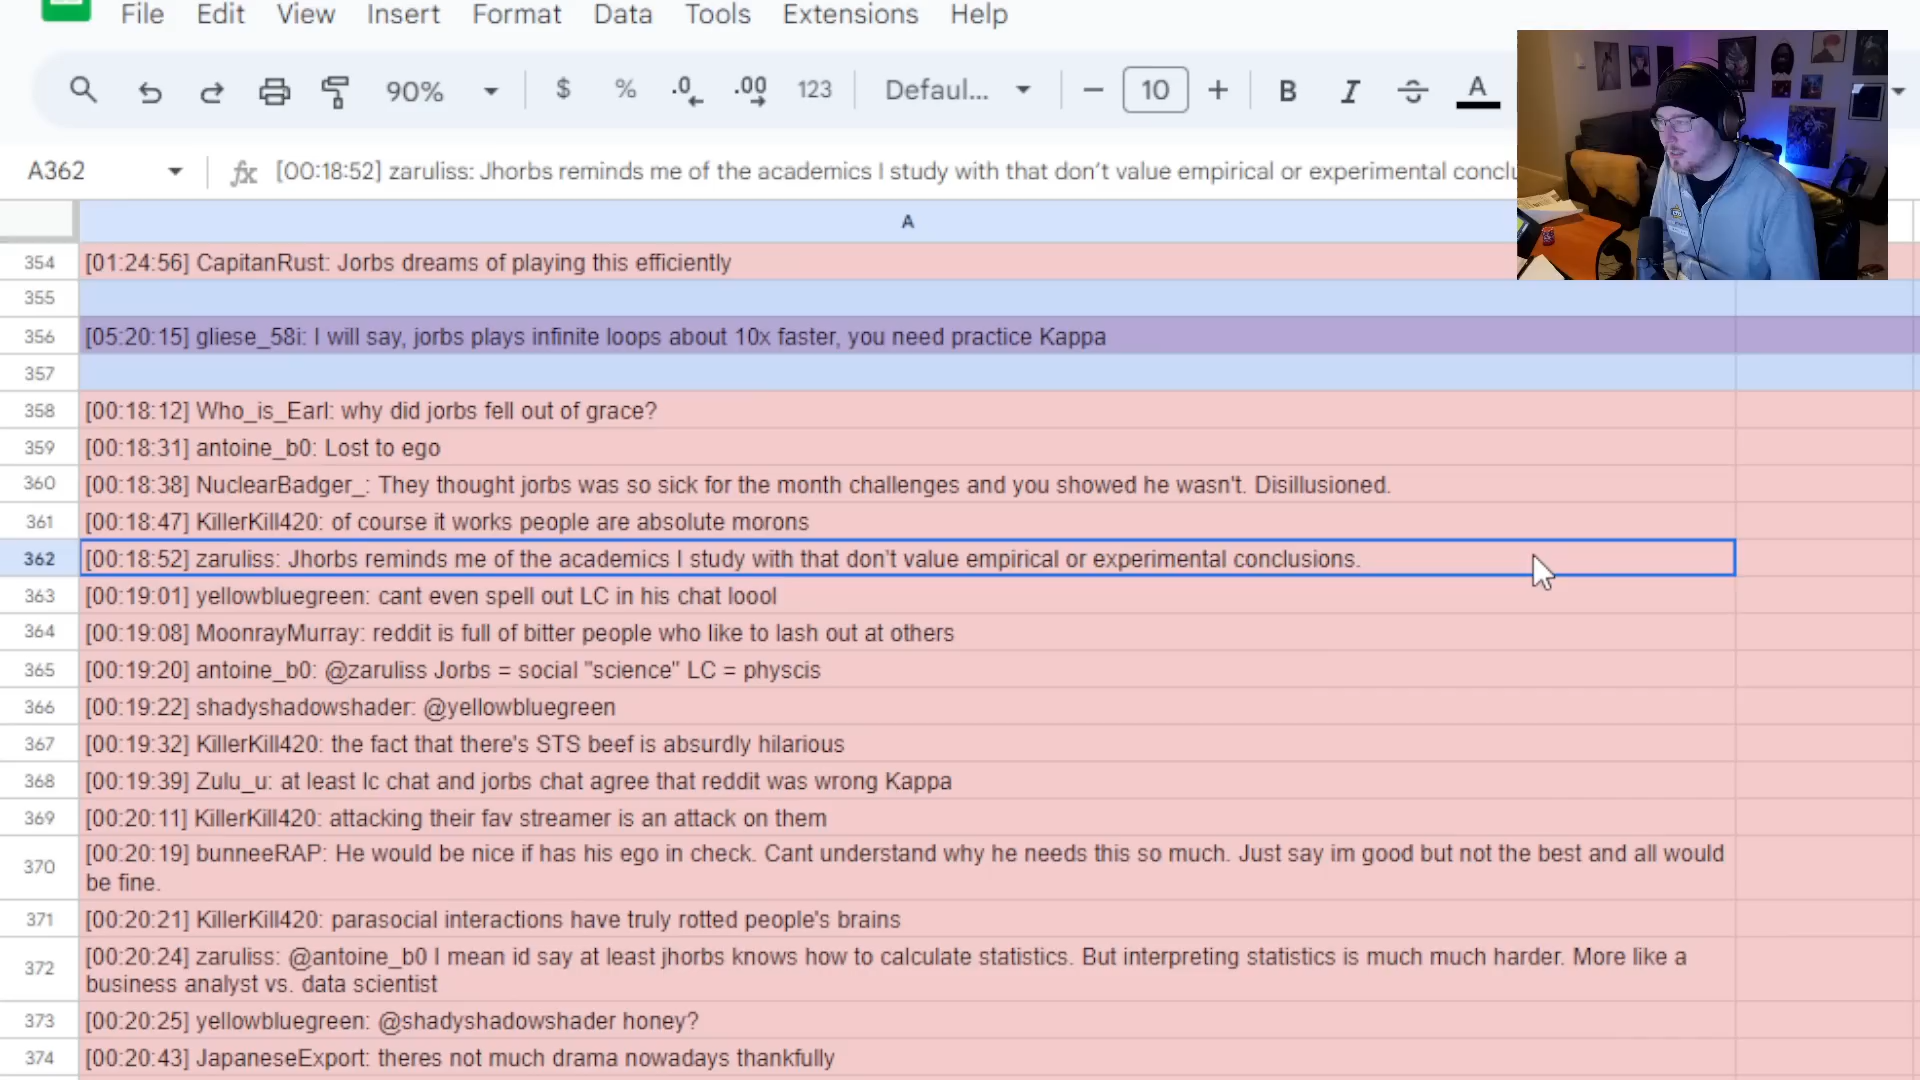 File Edit View Insert Format Data Tools Extensions Help
90% $ % .0 .00 123 Defaul... 10 B I A
A362 fx [00:18:52] zaruliss: Jhorbs reminds me of the academics I study with that don’t value empirical or experimental conclu
A
354 [01:24:56] CapitanRust: Jorbs dreams of playing this efficiently
355
356 [05:20:15] gliese_58i: I will say, jorbs plays infinite loops about 10x faster, you need practice Kappa
357
358 [00:18:12] Who_is_Earl: why did jorbs fell out of grace?
359 [00:18:31] antoine_b0: Lost to ego
360 [00:18:38] NuclearBadger_: They thought jorbs was so sick for the month challenges and you showed he wasn't. Disillusioned.
361 [00:18:47] KillerKill420: of course it works people are absolute morons
362 [00:18:52] zaruliss: Jhorbs reminds me of the academics I study with that don’t value empirical or experimental conclusions.
363 [00:19:01] yellowbluegreen: cant even spell out LC in his chat loool
364 [00:19:08] MoonrayMurray: reddit is full of bitter people who like to lash out at others
365 [00:19:20] antoine_b0: @zaruliss Jorbs = social "science" LC = physcis
366 [00:19:22] shadyshadowshader: @yellowbluegreen
367 [00:19:32] KillerKill420: the fact that there's STS beef is absurdly hilarious
368 [00:19:39] Zulu_u: at least lc chat and jorbs chat agree that reddit was wrong Kappa
369 [00:20:11] KillerKill420: attacking their fav streamer is an attack on them
370 [00:20:19] bunneeRAP: He would be nice if has his ego in check. Cant understand why he needs this so much. Just say im good but not the best and all would
be fine.
371 [00:20:21] KillerKill420: parasocial interactions have truly rotted people's brains
372 [00:20:24] zaruliss: @antoine_b0 I mean id say at least jhorbs knows how to calculate statistics. But interpreting statistics is much much harder. More like a
business analyst vs. data scientist
373 [00:20:25] yellowbluegreen: @shadyshadowshader honey?
374 [00:20:43] JapaneseExport: theres not much drama nowadays thankfully